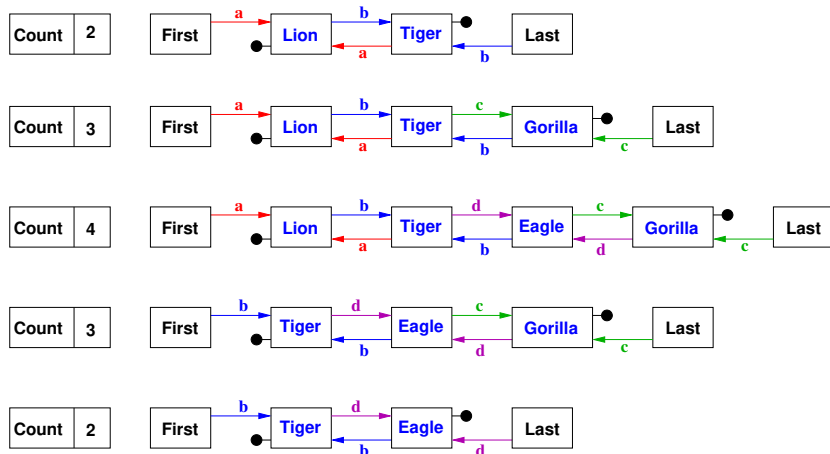 a b
Count 2 First Lion Tiger Last
a b
a b c
Count 3 First Lion Tiger Gorilla Last
a b c
a b d c
Count 4 First Lion Tiger Eagle Gorilla Last
a b d c
b d c
Count 3 First Tiger Eagle Gorilla Last
b d c
b d
Count 2 First Tiger Eagle Last
b d